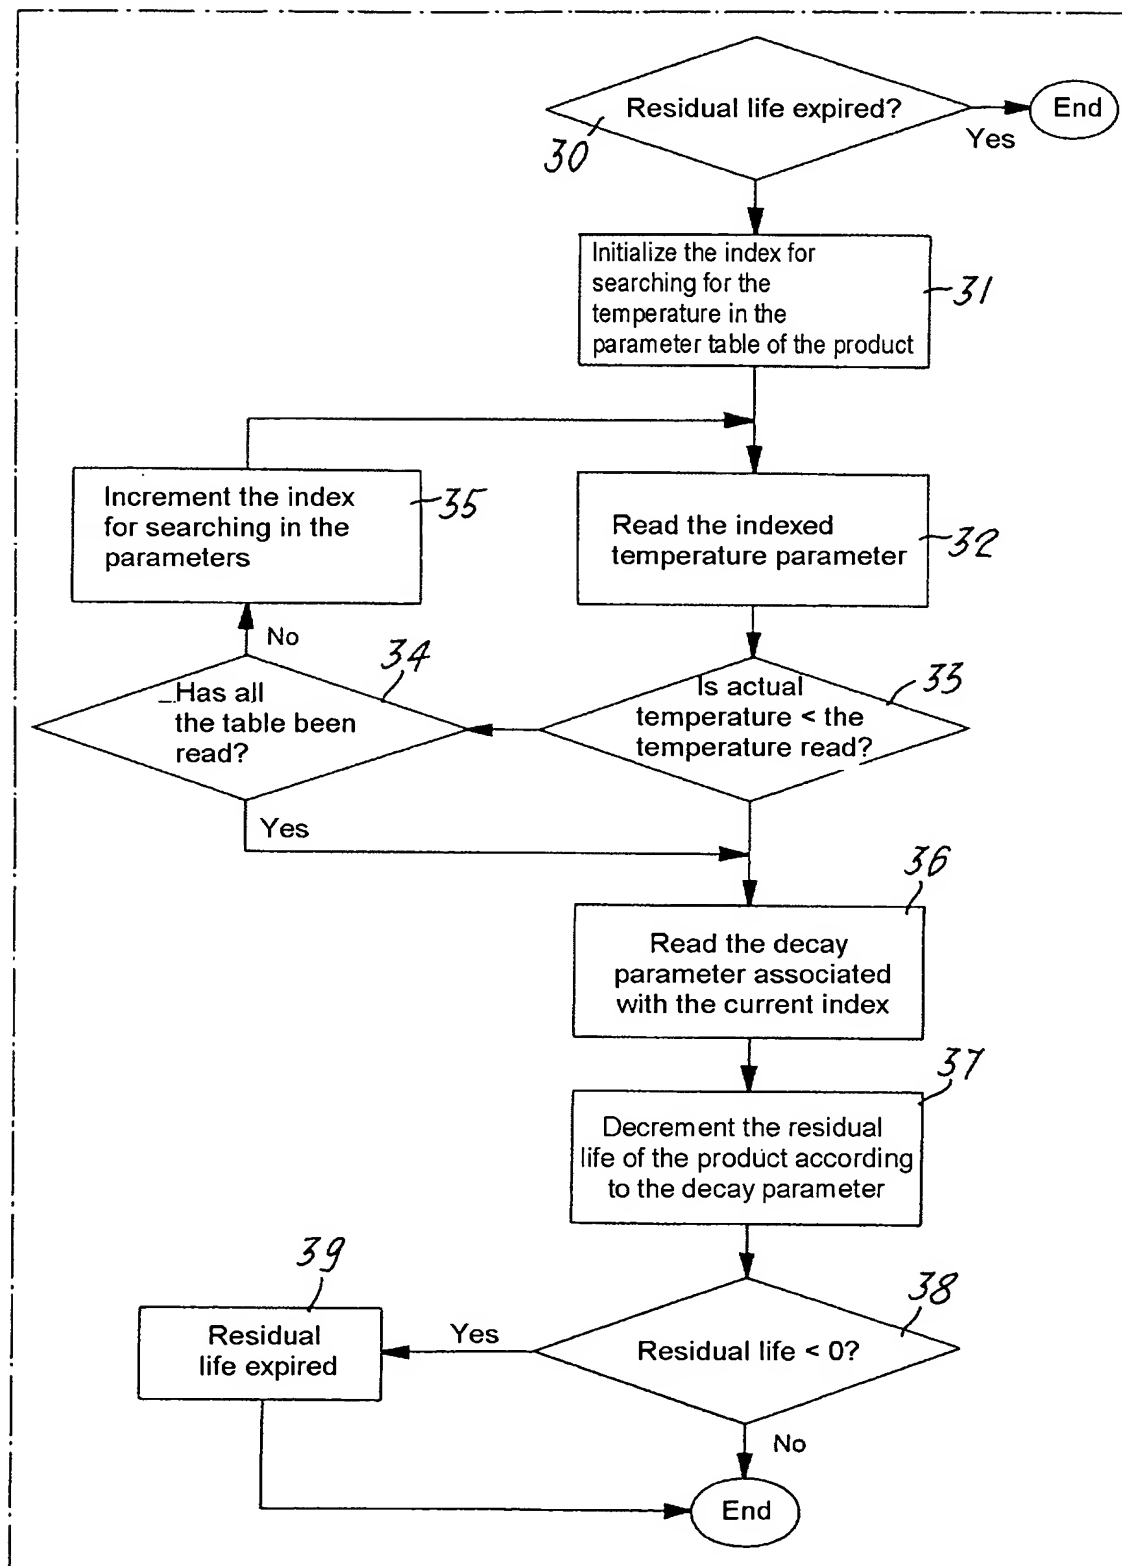 Residual life expired?
End
Yes
30
Initialize the index for
searching for the
temperature in the
parameter table of the product
31
Increment the index
for searching in the
parameters
35
Read the indexed
temperature parameter
32
No
34
Has all
the table been
read?
Is actual
temperature < the
temperature read?
33
Yes
36
Read the decay
parameter associated
with the current index
37
Decrement the residual
life of the product according
to the decay parameter
39
Residual
life expired
Yes
Residual life < 0?
38
No
End